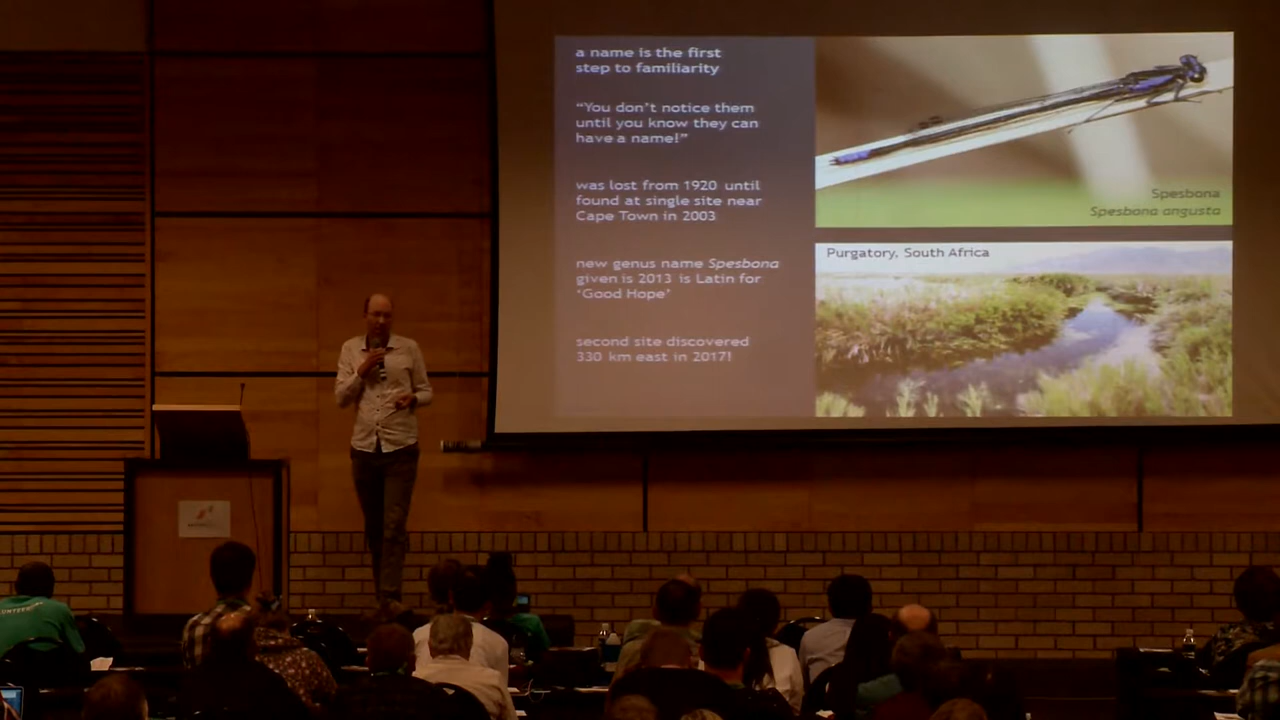 a name is the first
step to familiarity
“You don’t notice them
until you know they can
have a name!”
was lost from 1920 until
found at single site near
Cape Town in 2003
new genus name Spesbona
given is 2013 is Latin for
‘Good Hope’
second site discovered
330 km east in 2017!
Spesbona
Spesbona angusta
Purgatory, South Africa